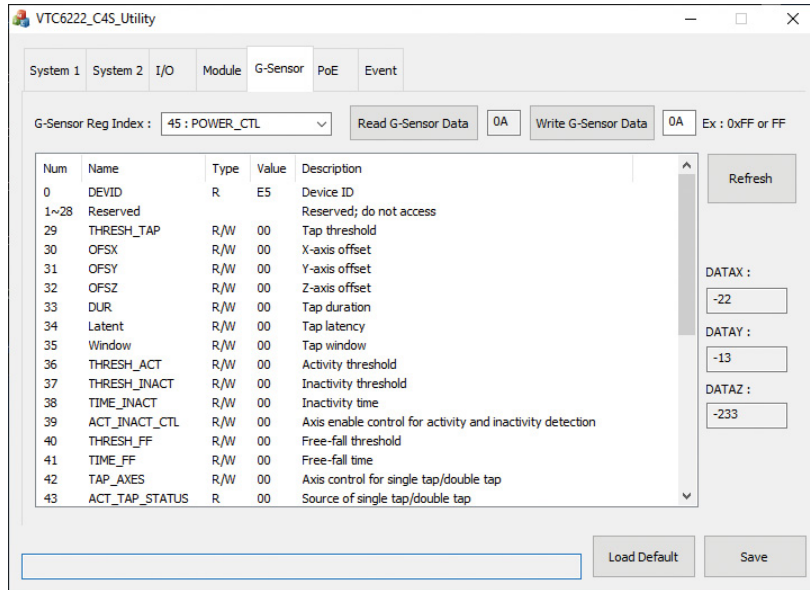 VTC6222_C4S_Utility
System 1 System 2 I/O Module G-Sensor PoE Event
G-Sensor Reg Index : 45 : POWER_CTL Read G-Sensor Data 0A Write G-Sensor Data 0A Ex : 0xFF or FF
Num Name Type Value Description
0 DEVID R E5 Device ID
1~28 Reserved Reserved; do not access
29 THRESH_TAP R/W 00 Tap threshold
30 OFSX R/W 00 X-axis offset
31 OFSY R/W 00 Y-axis offset
32 OFSZ R/W 00 Z-axis offset
33 DUR R/W 00 Tap duration
34 Latent R/W 00 Tap latency
35 Window R/W 00 Tap window
36 THRESH_ACT R/W 00 Activity threshold
37 THRESH_INACT R/W 00 Inactivity threshold
38 TIME_INACT R/W 00 Inactivity time
39 ACT_INACT_CTL R/W 00 Axis enable control for activity and inactivity detection
40 THRESH_FF R/W 00 Free-fall threshold
41 TIME_FF R/W 00 Free-fall time
42 TAP_AXES R/W 00 Axis control for single tap/double tap
43 ACT_TAP_STATUS R 00 Source of single tap/double tap
Refresh
DATAX :
-22
DATAY :
-13
DATAZ :
-233
Load Default Save